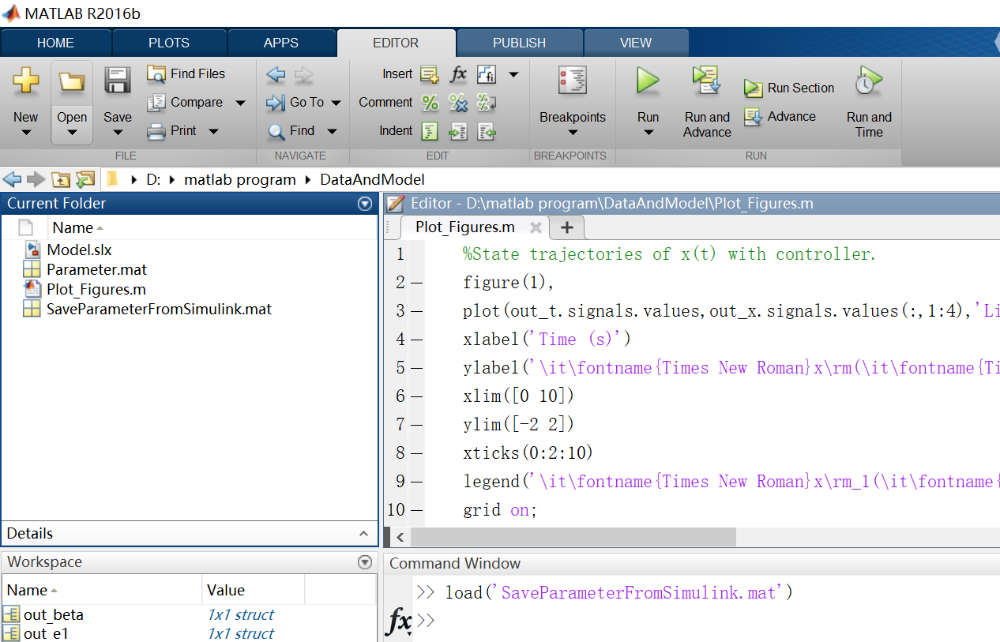 MATLAB R2016b
HOME PLOTS APPS EDITOR PUBLISH VIEW
New
Open
Save
Find Files
Compare
Print
FILE
Go To
Find
NAVIGATE
Insert fx fi
Comment
Indent
EDIT
Breakpoints
BREAKPOINTS
Run
Run and
Advance
Run Section
Advance
Run and
Time
RUN
D: matlab program DataAndModel
Current Folder
Name
Model.slx
Parameter.mat
Plot_Figures.m
SaveParameterFromSimulink.mat
Details
Workspace
Name Value
out_beta 1x1 struct
out_e1 1x1 struct
Editor - D:\matlab program\DataAndModel\Plot_Figures.m
Plot_Figures.m
1 %State trajectories of x(t) with controller.
2 — figure(1),
3 — plot(out_t.signals.values,out_x.signals.values(:,1:4),'Li
4 — xlabel('Time (s)')
5 — ylabel('\it\fontname{Times New Roman}x\rm(\it\fontname{Ti
6 — xlim([0 10])
7 — ylim([-2 2])
8 — xticks(0:2:10)
9 — legend('\it\fontname{Times New Roman}x\rm_1(\it\fontname{
10 — grid on;
Command Window
>> load('SaveParameterFromSimulink.mat')
fx >>